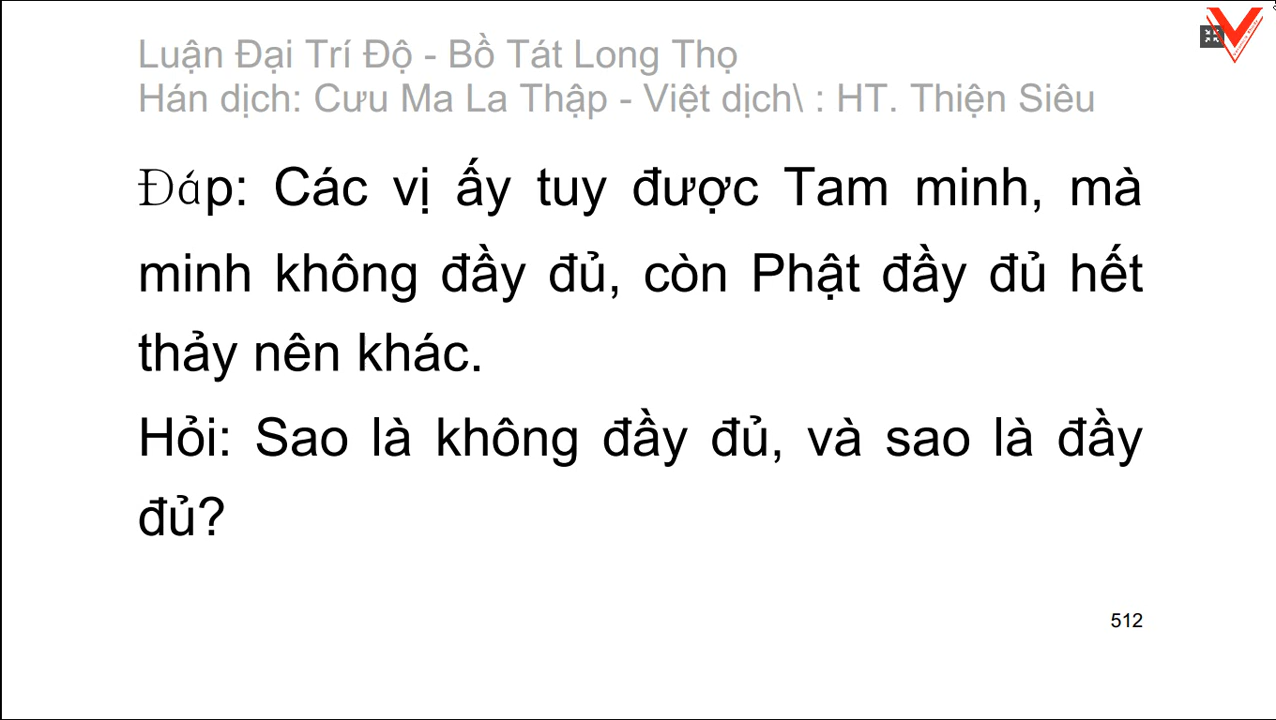 Luận Đại Trí Độ - Bồ Tát Long Thọ
Hán dịch: Cưu Ma La Thập - Việt dịch\ : HT. Thiện Siêu
Đáp: Các vị ấy tuy được Tam minh, mà
minh không đầy đủ, còn Phật đầy đủ hết
thảy nên khác.
Hỏi: Sao là không đầy đủ, và sao là đầy
đủ?
512